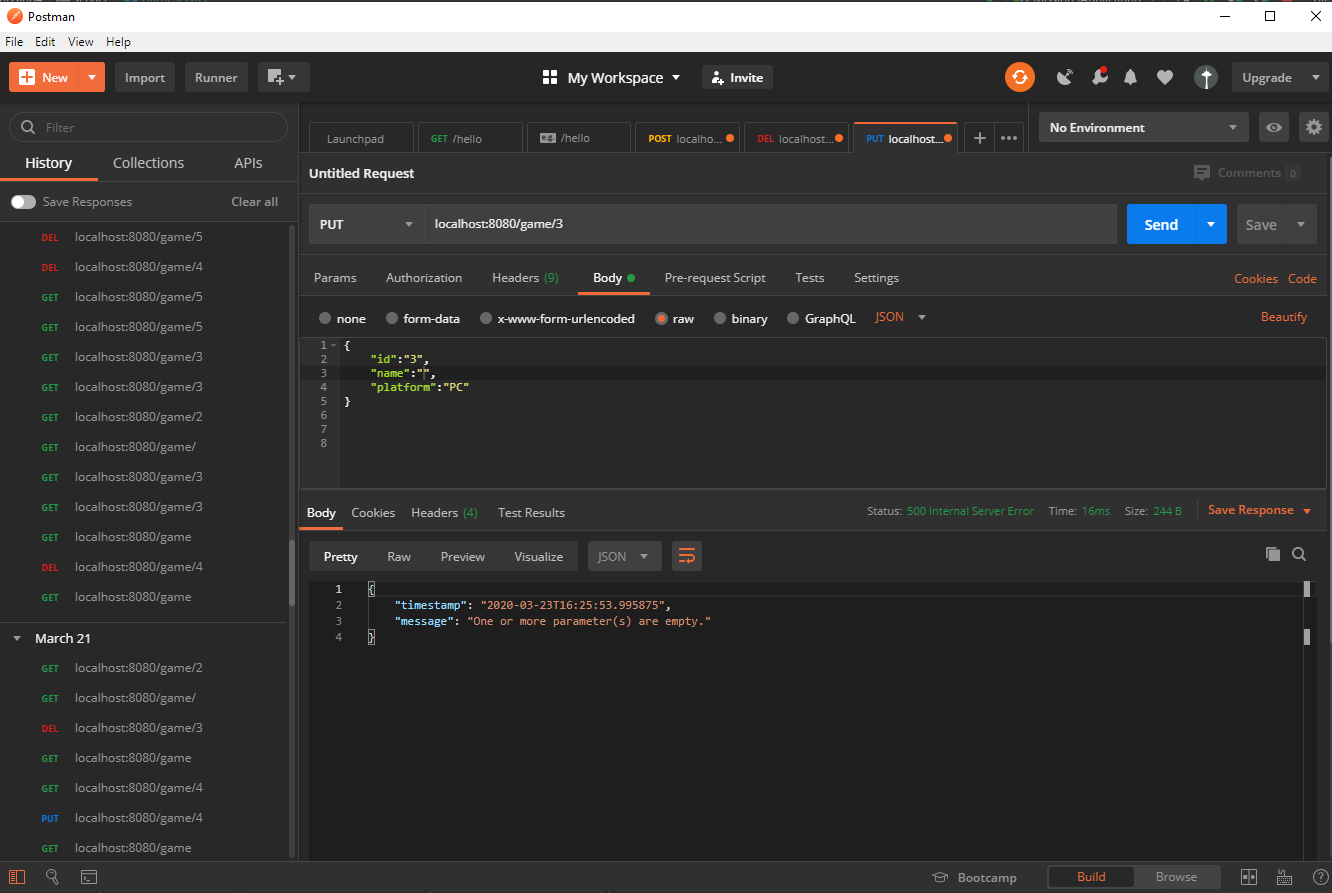 Postman
File Edit View Help
New Import Runner My Workspace Invite Upgrade
Filter
History Collections APIs
Save Responses Clear all
DEL localhost:8080/game/5
DEL localhost:8080/game/4
GET localhost:8080/game/5
GET localhost:8080/game/5
GET localhost:8080/game/3
GET localhost:8080/game/3
GET localhost:8080/game/2
GET localhost:8080/game/
GET localhost:8080/game/3
GET localhost:8080/game/3
GET localhost:8080/game
DEL localhost:8080/game/4
GET localhost:8080/game
March 21
GET localhost:8080/game/2
GET localhost:8080/game/
DEL localhost:8080/game/3
GET localhost:8080/game
GET localhost:8080/game/4
PUT localhost:8080/game/4
GET localhost:8080/game
Launchpad GET /hello e.g. /hello POST localho... DEL localhost... PUT localhost... No Environment
Untitled Request Comments 0
PUT localhost:8080/game/3 Send Save
Params Authorization Headers (9) Body Pre-request Script Tests Settings Cookies Code
none form-data x-www-form-urlencoded raw binary GraphQL JSON Beautify
1 {
2 "id":"3",
3 "name":"",
4 "platform":"PC"
5 }
6
7
8
Body Cookies Headers (4) Test Results Status: 500 Internal Server Error Time: 16ms Size: 244 B Save Response
Pretty Raw Preview Visualize JSON
1 {
2 "timestamp": "2020-03-23T16:25:53.995875",
3 "message": "One or more parameter(s) are empty."
4 }
Bootcamp Build Browse